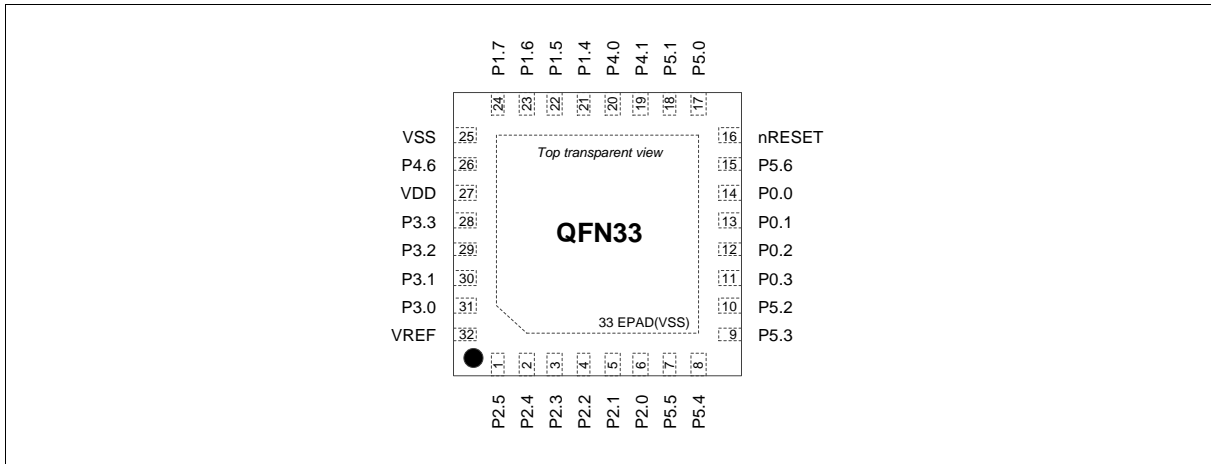 P1.7 P1.6 P1.5 P1.4 P4.0 P4.1 P5.1 P5.0
24 23 22 21 20 19 18 17
VSS 25 16 nRESET
Top transparent view
P4.6 26 15 P5.6
VDD 27 14 P0.0
P3.3 28 13 P0.1
QFN33
P3.2 29 12 P0.2
P3.1 30 11 P0.3
P3.0 31 10 P5.2
33 EPAD(VSS)
VREF 32 9 P5.3
1 2 3 4 5 6 7 8
P2.5 P2.4 P2.3 P2.2 P2.1 P2.0 P5.5 P5.4